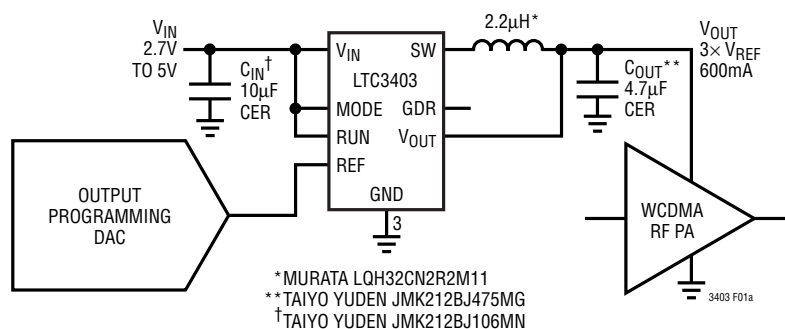 VIN
2.7V
TO 5V
CIN†
10µF
CER
VIN
LTC3403
MODE
RUN
REF
GND
3
SW
GDR
VOUT
2.2µH*
COUT**
4.7µF
CER
VOUT
3× VREF
600mA
OUTPUT
PROGRAMMING
DAC
WCDMA
RF PA
3403 F01a
*MURATA LQH32CN2R2M11
**TAIYO YUDEN JMK212BJ475MG
†TAIYO YUDEN JMK212BJ106MN